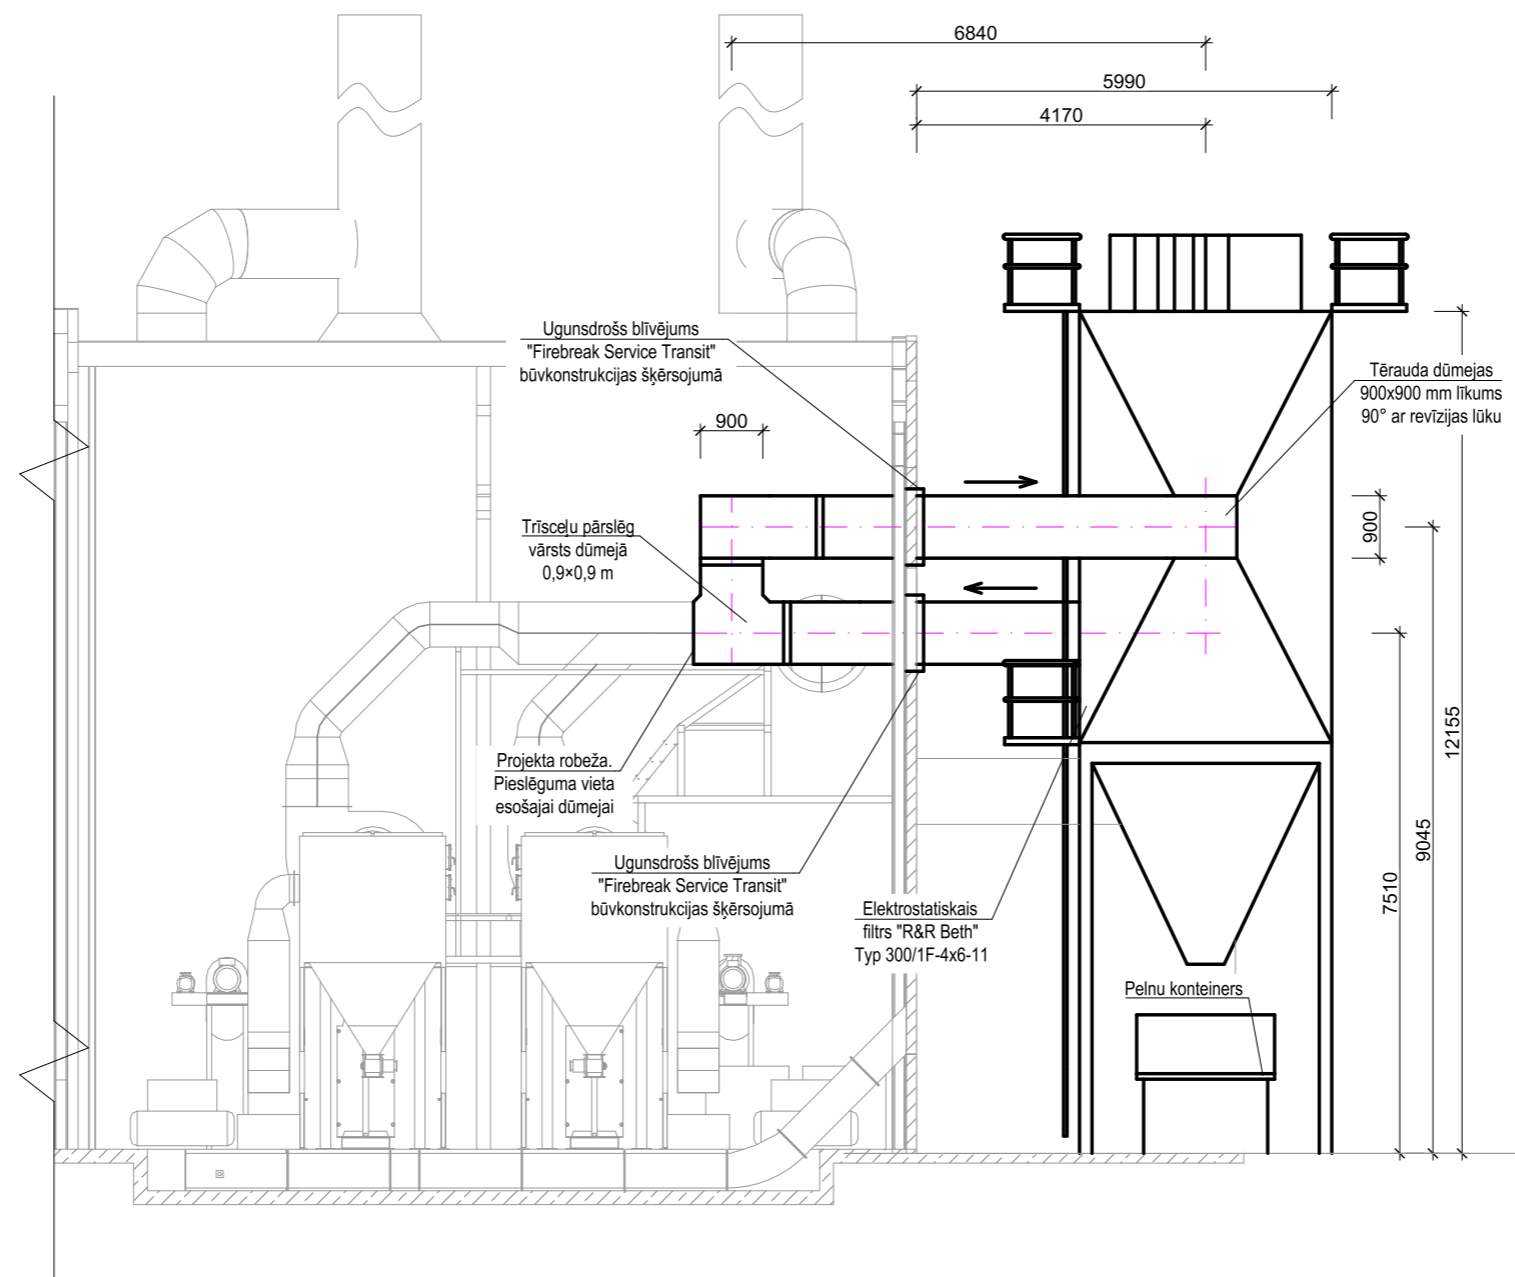 6840
5990
4170
Ugunsdrošs blīvējums
"Firebreak Service Transit"
būvkonstrukcijas šķērsojumā
Tērauda dūmejas
900x900 mm līkums
90° ar revīzijas lūku
900
Trīsceļu pārslēg
vārsts dūmejā
0,9×0,9 m
900
12155
9045
7510
Projekta robeža.
Pieslēguma vieta
esošajai dūmejai
Ugunsdrošs blīvējums
"Firebreak Service Transit"
būvkonstrukcijas šķērsojumā
Elektrostatiskais
filtrs "R&R Beth"
Typ 300/1F-4x6-11
Pelnu konteiners